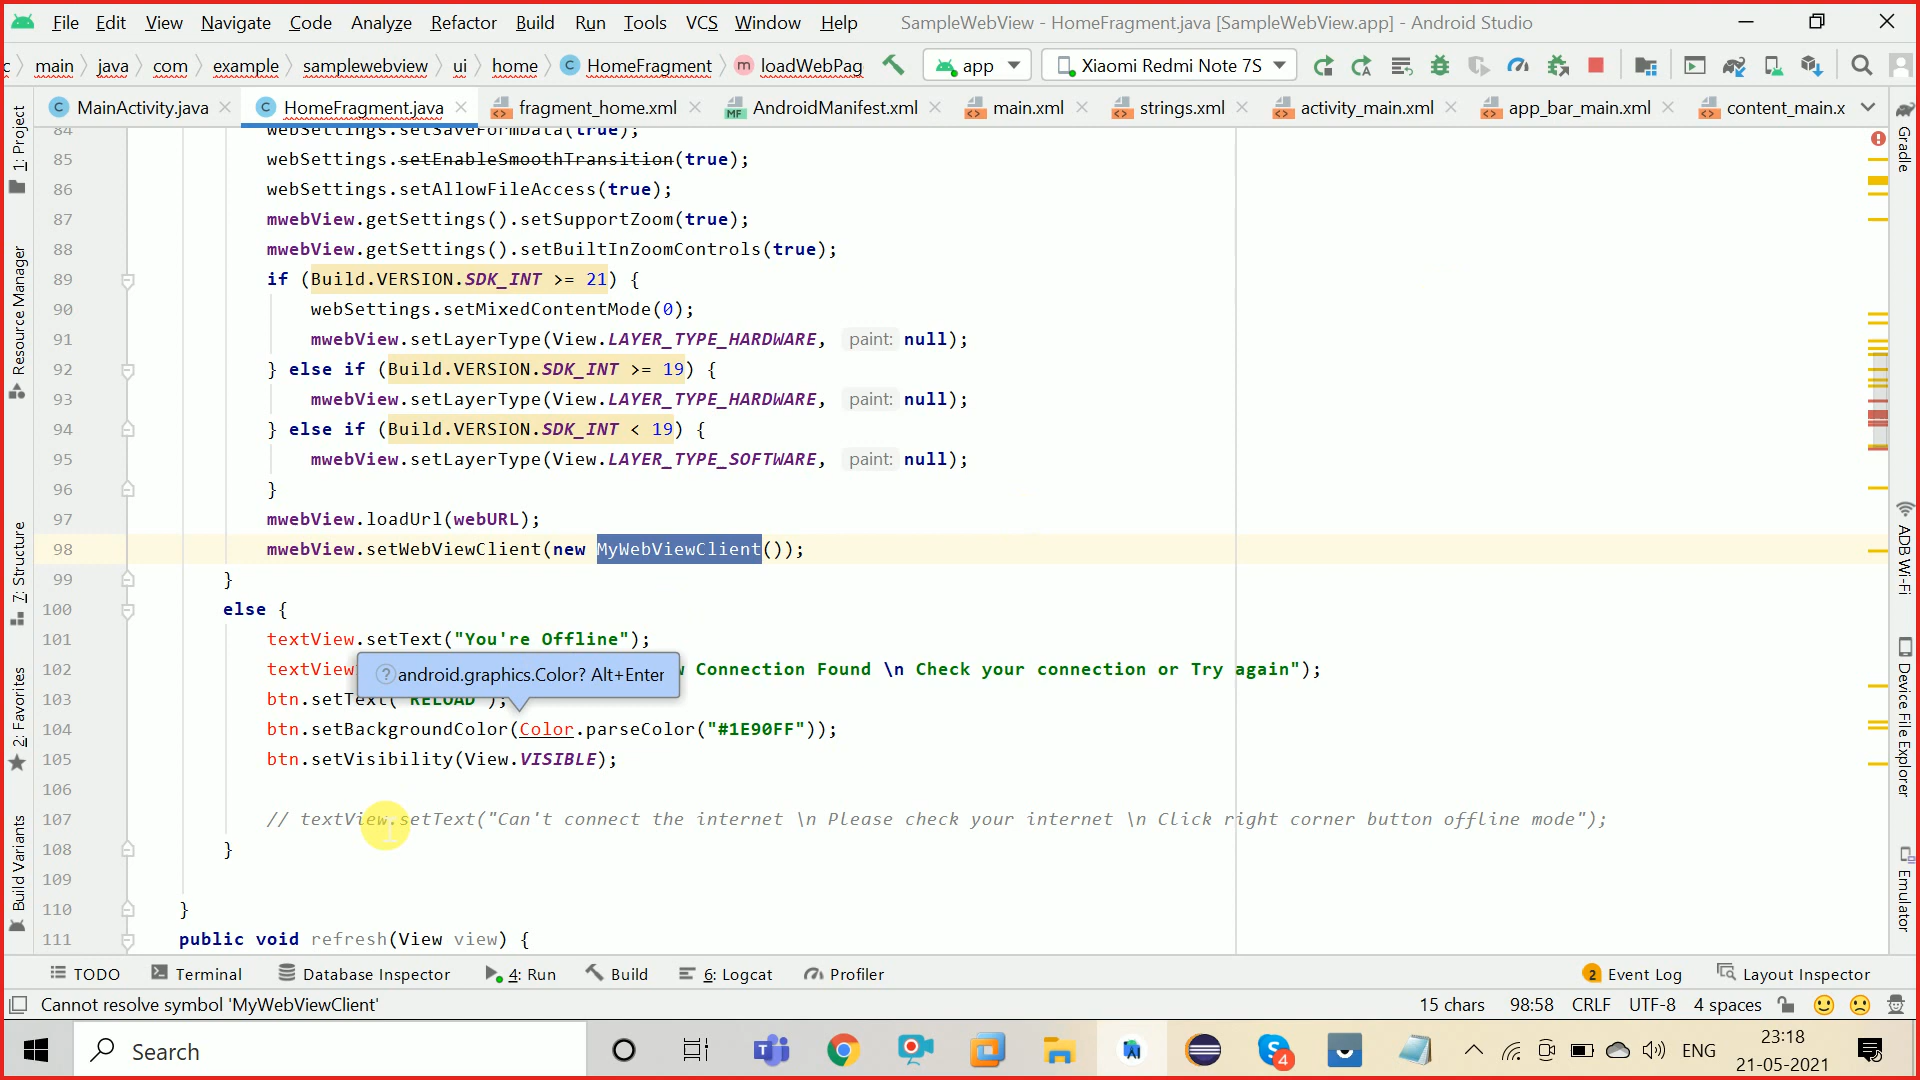 File Edit View Navigate Code Analyze Refactor Build Run Tools VCS Window Help SampleWebView - HomeFragment.java [SampleWebView.app] - Android Studio
c main java com example samplewebview ui home C HomeFragment m loadWebPag app Xiaomi Redmi Note 7S
C MainActivity.java C HomeFragment.java fragment_home.xml MF AndroidManifest.xml main.xml strings.xml activity_main.xml app_bar_main.xml content_main.x
1: Project
Resource Manager
7: Structure
2: Favorites
Build Variants
84 webSettings.setSaveFormData(true);
85 webSettings.setEnableSmoothTransition(true);
86 webSettings.setAllowFileAccess(true);
87 mwebView.getSettings().setSupportZoom(true);
88 mwebView.getSettings().setBuiltInZoomControls(true);
89 if (Build.VERSION.SDK_INT >= 21) {
90 webSettings.setMixedContentMode(0);
91 mwebView.setLayerType(View.LAYER_TYPE_HARDWARE, paint: null);
92 } else if (Build.VERSION.SDK_INT >= 19) {
93 mwebView.setLayerType(View.LAYER_TYPE_HARDWARE, paint: null);
94 } else if (Build.VERSION.SDK_INT < 19) {
95 mwebView.setLayerType(View.LAYER_TYPE_SOFTWARE, paint: null);
96 }
97 mwebView.loadUrl(webURL);
98 mwebView.setWebViewClient(new MyWebViewClient());
99 }
100 else {
101 textView.setText("You're Offline");
102 textView Connection Found \n Check your connection or Try again");
? android.graphics.Color? Alt+Enter
103 btn.setText("RELOAD");
104 btn.setBackgroundColor(Color.parseColor("#1E90FF"));
105 btn.setVisibility(View.VISIBLE);
106
107 // textView.setText("Can't connect the internet \n Please check your internet \n Click right corner button offline mode");
108 }
109
110 }
111 public void refresh(View view) {
Gradle
ADB Wi-Fi
Device File Explorer
Emulator
TODO Terminal Database Inspector 4: Run Build 6: Logcat Profiler 2 Event Log Layout Inspector
Cannot resolve symbol 'MyWebViewClient' 15 chars 98:58 CRLF UTF-8 4 spaces
Search 4 ENG 23:18
21-05-2021